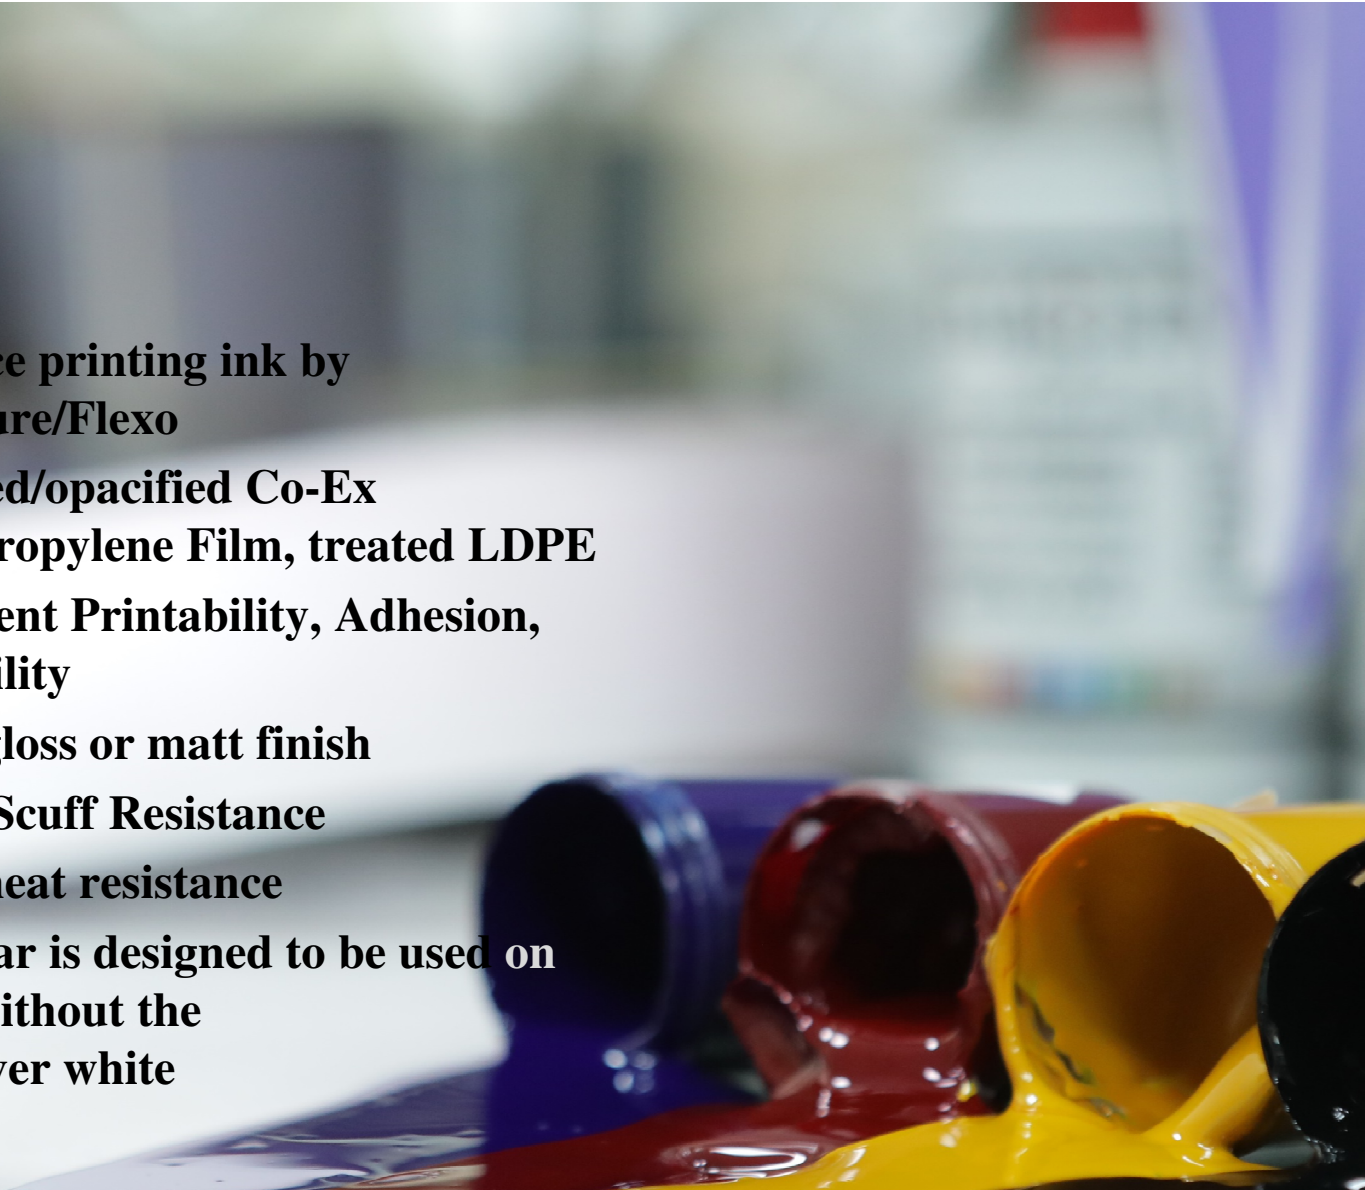 ce printing ink by
ure/Flexo
ed/opacified Co-Ex
ropylene Film, treated LDPE
ent Printability, Adhesion,
ility
gloss or matt finish
Scuff Resistance
heat resistance
ar is designed to be used on
ithout the
ver white